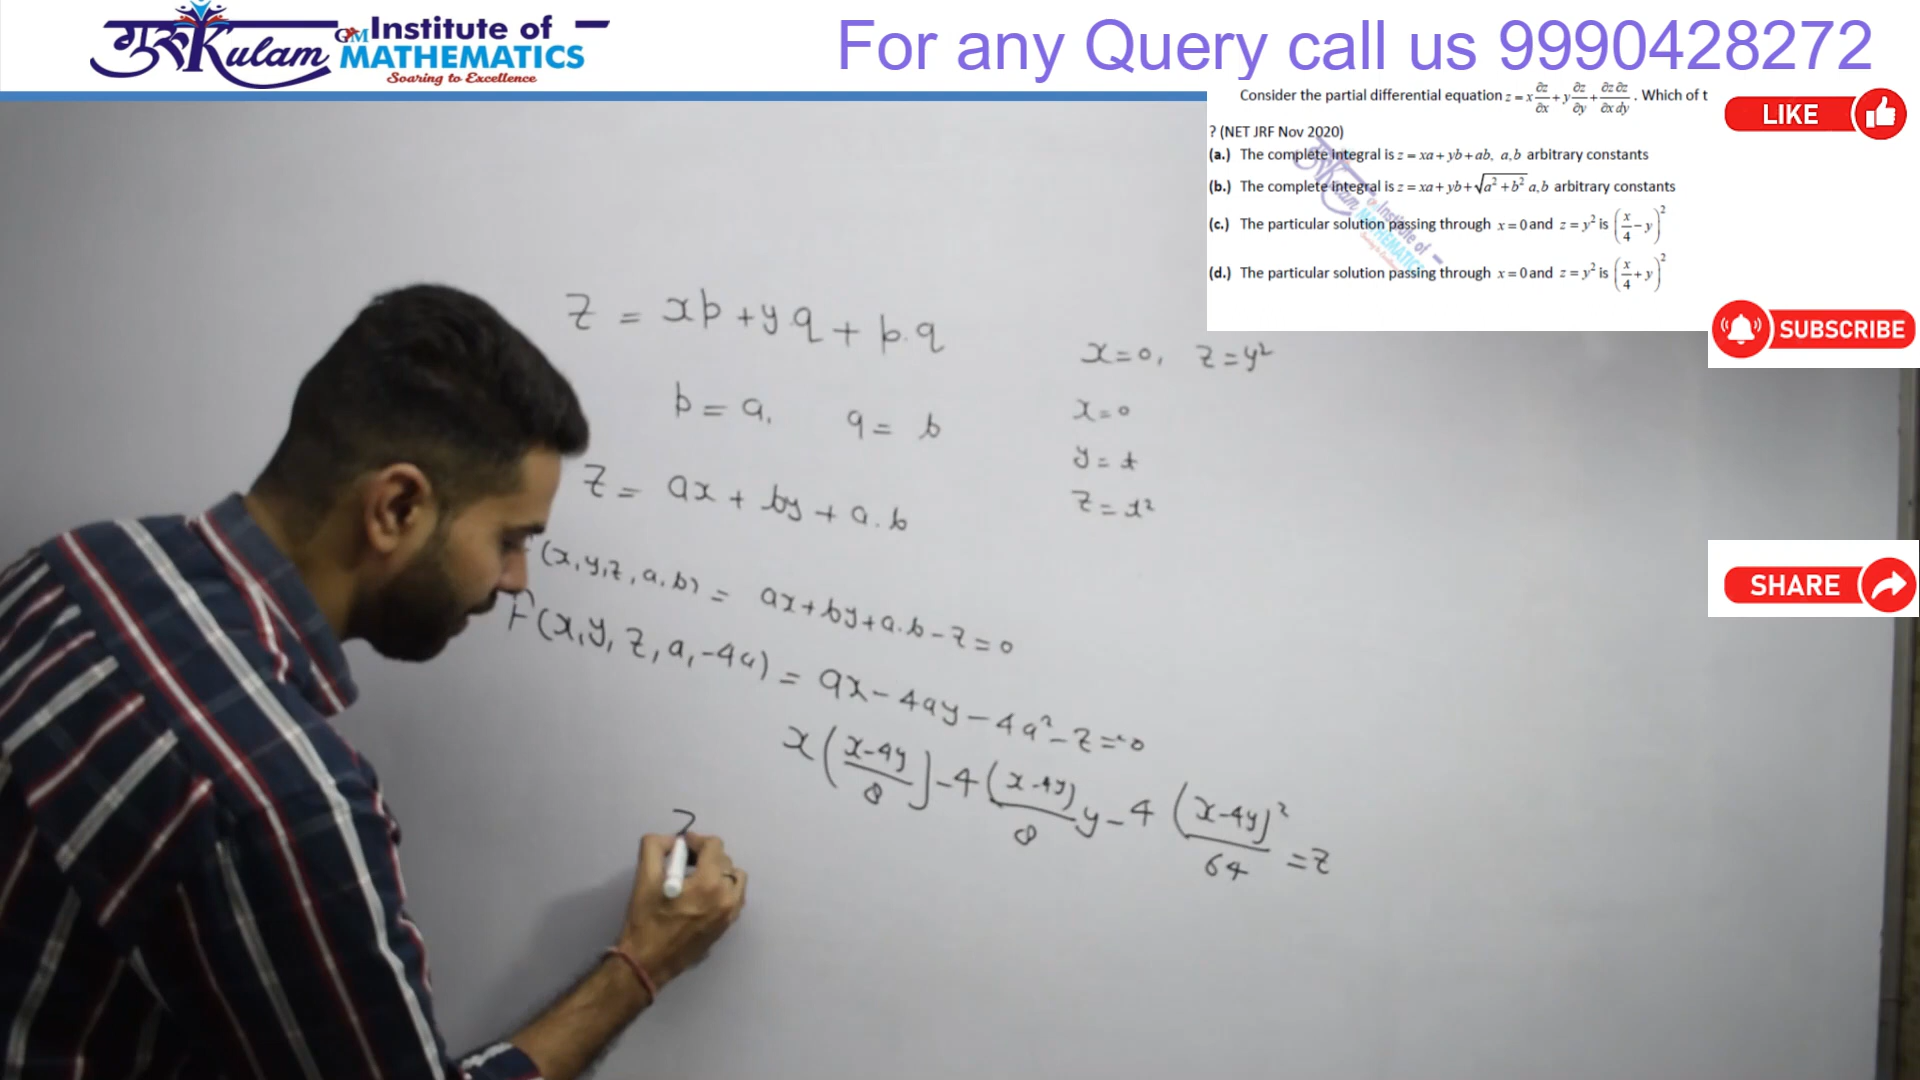 गुरुKulam
GIM Institute of
MATHEMATICS
Soaring to Excellence
For any Query call us 9990428272
Consider the partial differential equation z = x ∂z/∂x + y ∂z/∂y + ∂z ∂z/∂x dy . Which of t
? (NET JRF Nov 2020)
(a.) The complete integral is z = xa + yb + ab, a,b arbitrary constants
(b.) The complete integral is z = xa + yb + √(a² + b²) a,b arbitrary constants
(c.) The particular solution passing through x = 0 and z = y² is (x/4 − y)²
(d.) The particular solution passing through x = 0 and z = y² is (x/4 + y)²
LIKE
SUBSCRIBE
SHARE
z = xp + y.q + p.q
p = a, q = b
z = ax + by + a.b
(x,y,z,a,b) = ax+by+a.b−z=0
F(x,y,z,a,−4a) = ax−4ay−4a²−z=0
x(x−4y/8)−4(x−4y)/8 y−4(x−4y)²/64 =z
z
x=0, z=y²
x=0
y=t
z=t²